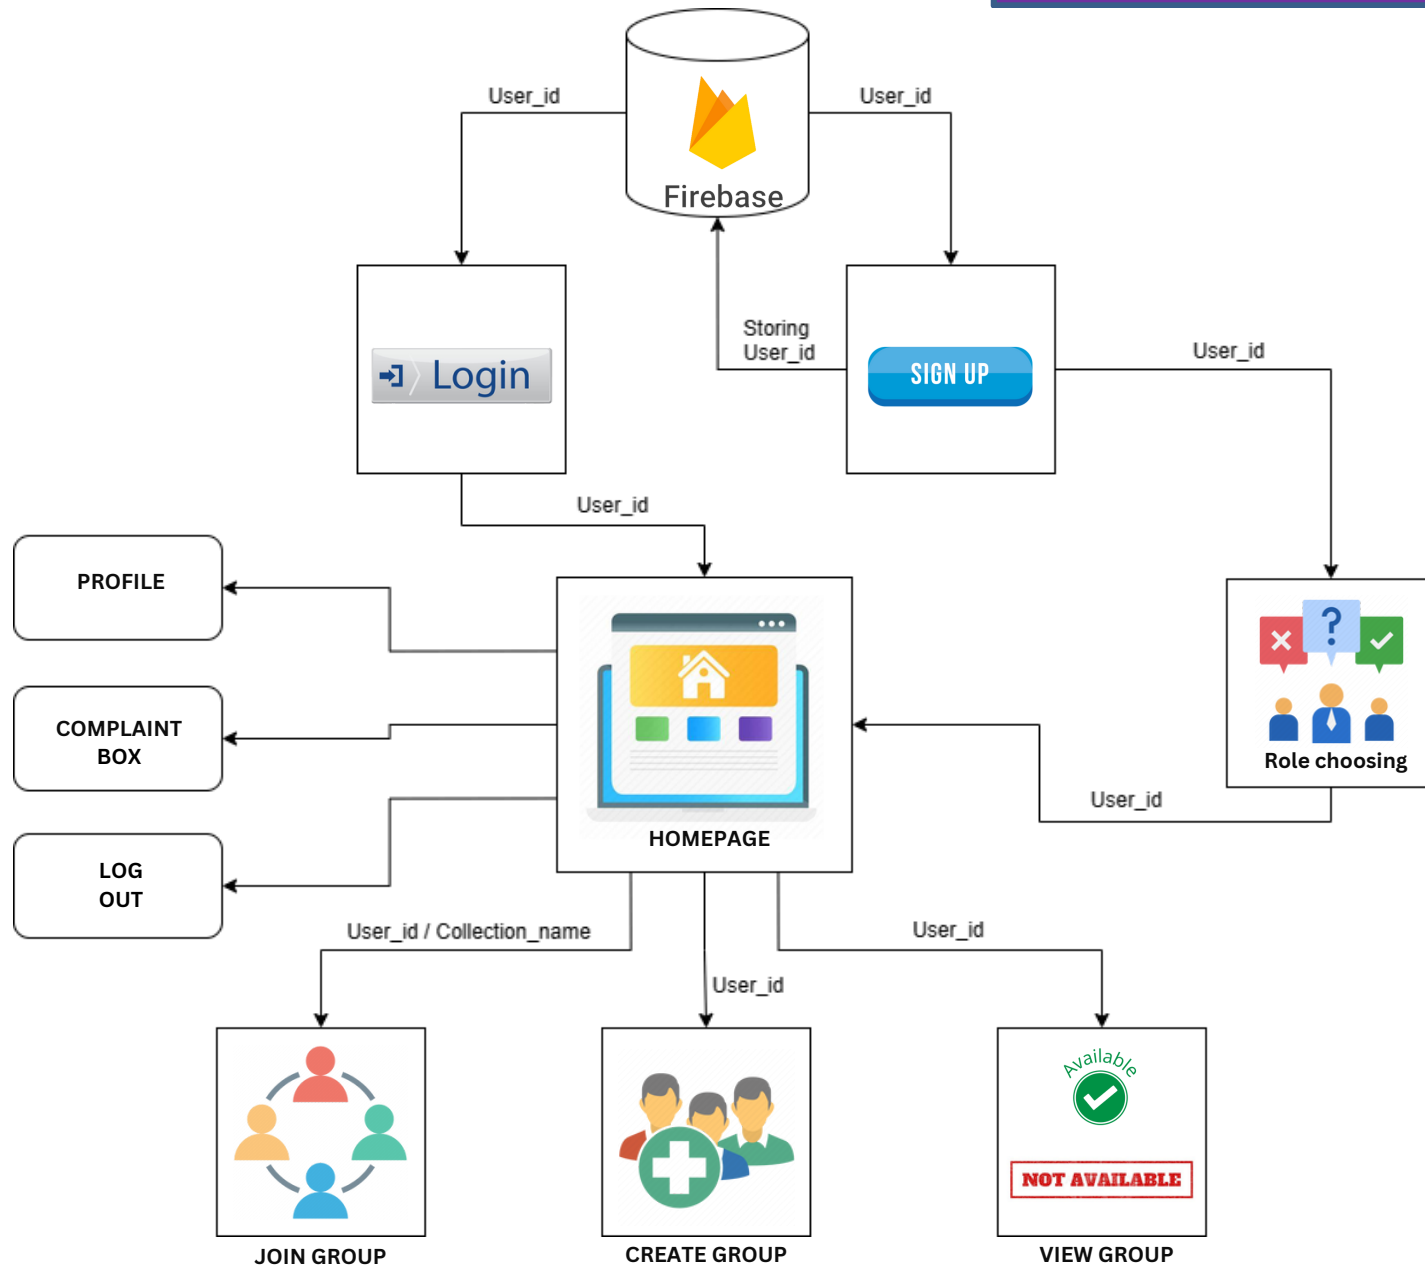 User_id
User_id
Firebase
Storing
User_id
Login
SIGN UP
User_id
User_id
PROFILE
COMPLAINT
BOX
LOG
OUT
HOMEPAGE
?
Role choosing
User_id
User_id / Collection_name
User_id
User_id
Available
NOT AVAILABLE
JOIN GROUP
CREATE GROUP
VIEW GROUP